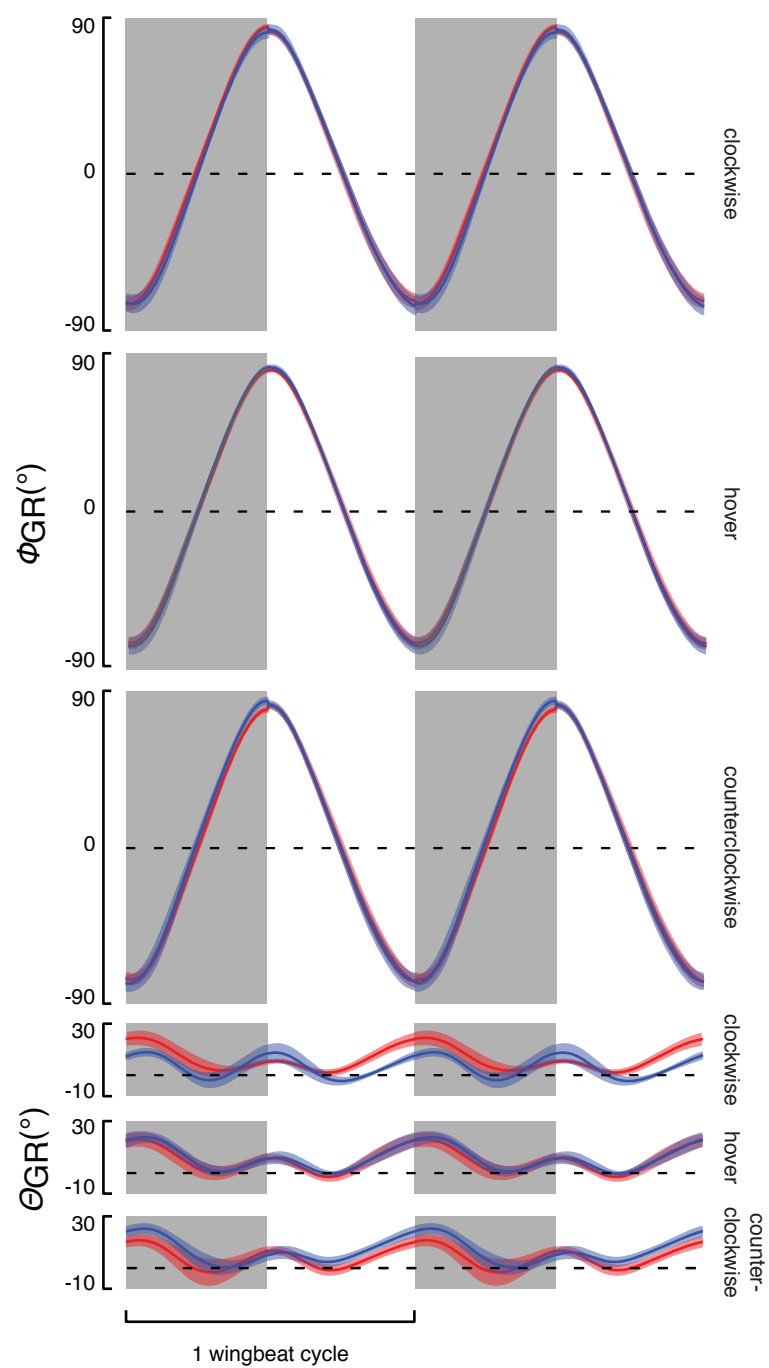 90
0
-90
clockwise
90
0
-90
hover
ΦGR(°)
90
0
-90
counterclockwise
30
-10
clockwise
30
-10
hover
ΘGR(°)
30
-10
counter-
clockwise
1 wingbeat cycle